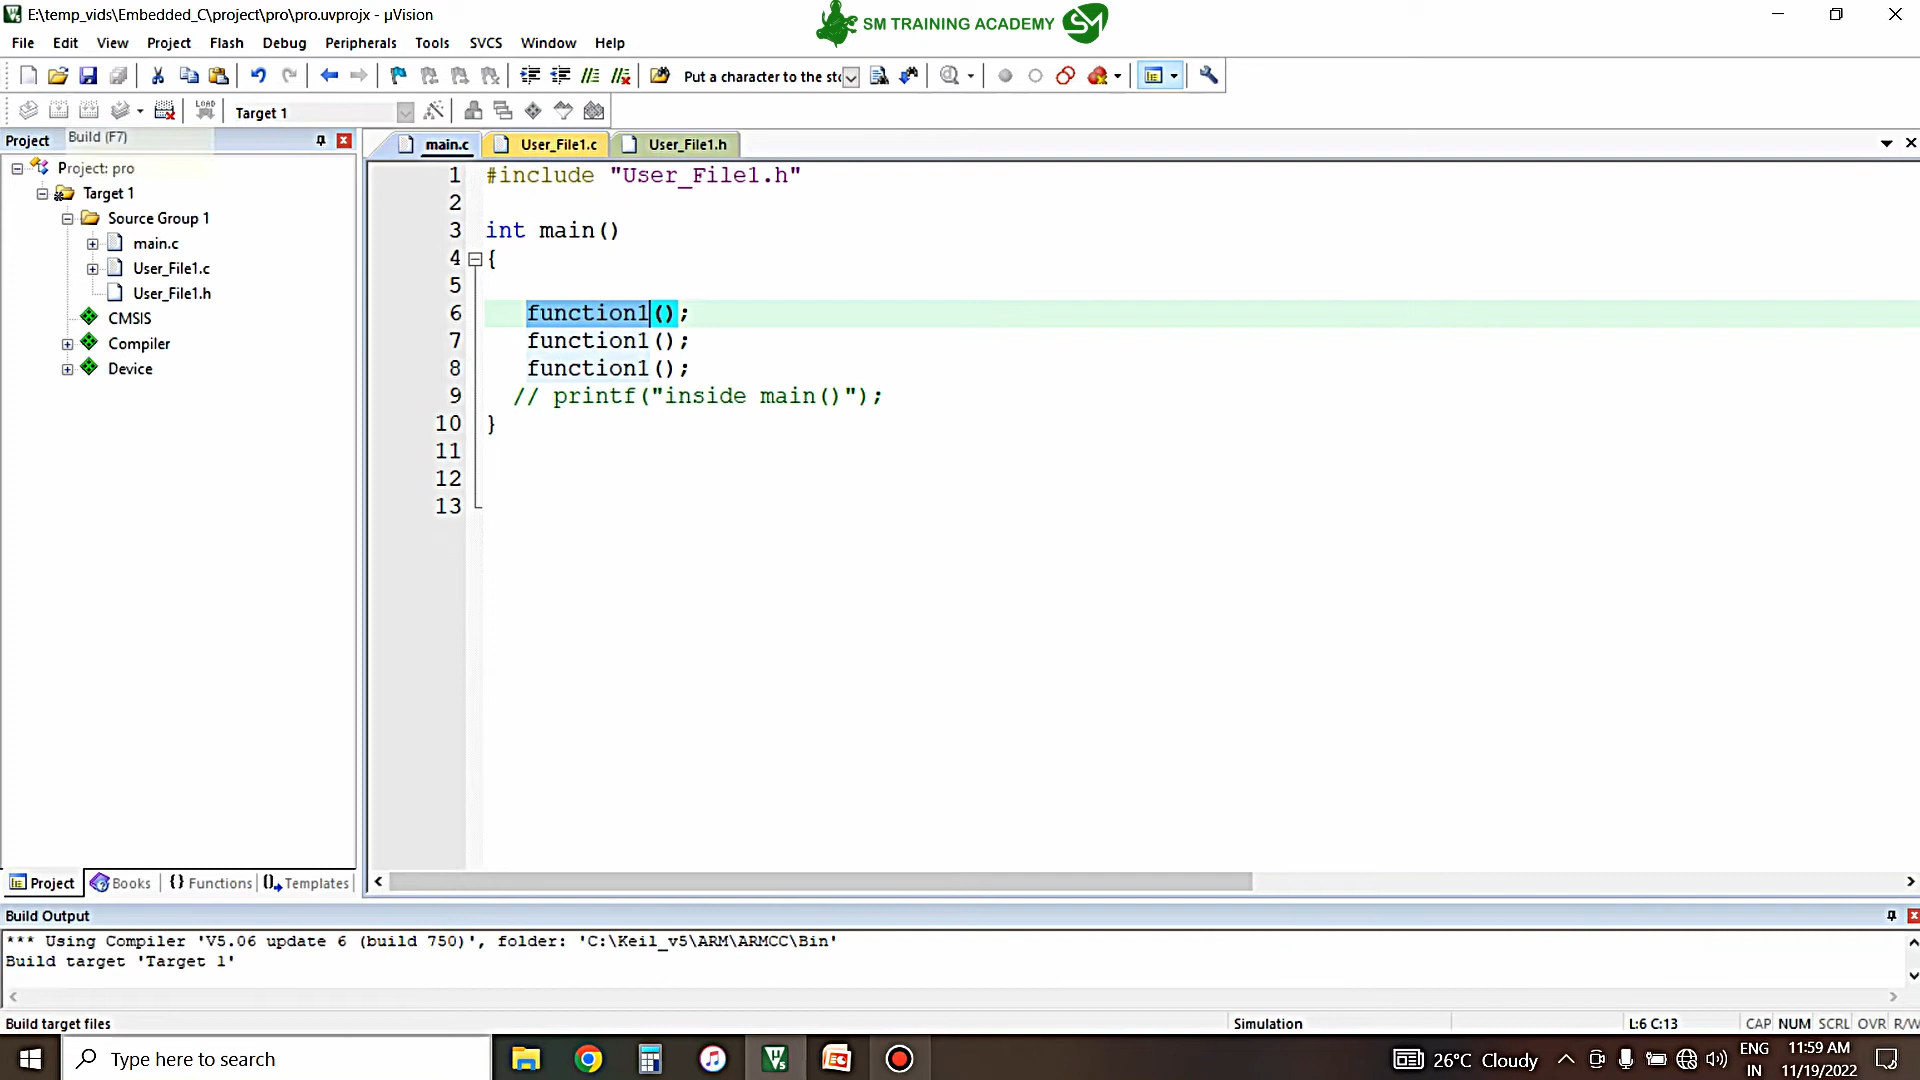 E:\temp_vids\Embedded_C\project\pro\pro.uvprojx - µVision
SM TRAINING ACADEMY
SM
File Edit View Project Flash Debug Peripherals Tools SVCS Window Help
Put a character to the
LOAD
Target 1
Project
Build (F7)
main.c
User_File1.c
User_File1.h
Project: pro
Target 1
Source Group 1
main.c
User_File1.c
User_File1.h
CMSIS
Compiler
Device
1 #include "User_File1.h"
2
3 int main()
4 {
5
6 function1();
7 function1();
8 function1();
9 // printf("inside main()");
10 }
11
12
13
Project Books {} Functions Templates
Build Output
*** Using Compiler 'V5.06 update 6 (build 750)', folder: 'C:\Keil_v5\ARM\ARMCC\Bin'
Build target 'Target 1'
Build target files
Simulation
L:6 C:13
CAP NUM SCRL OVR R/W
Type here to search
26°C Cloudy
ENG
IN
11:59 AM
11/19/2022